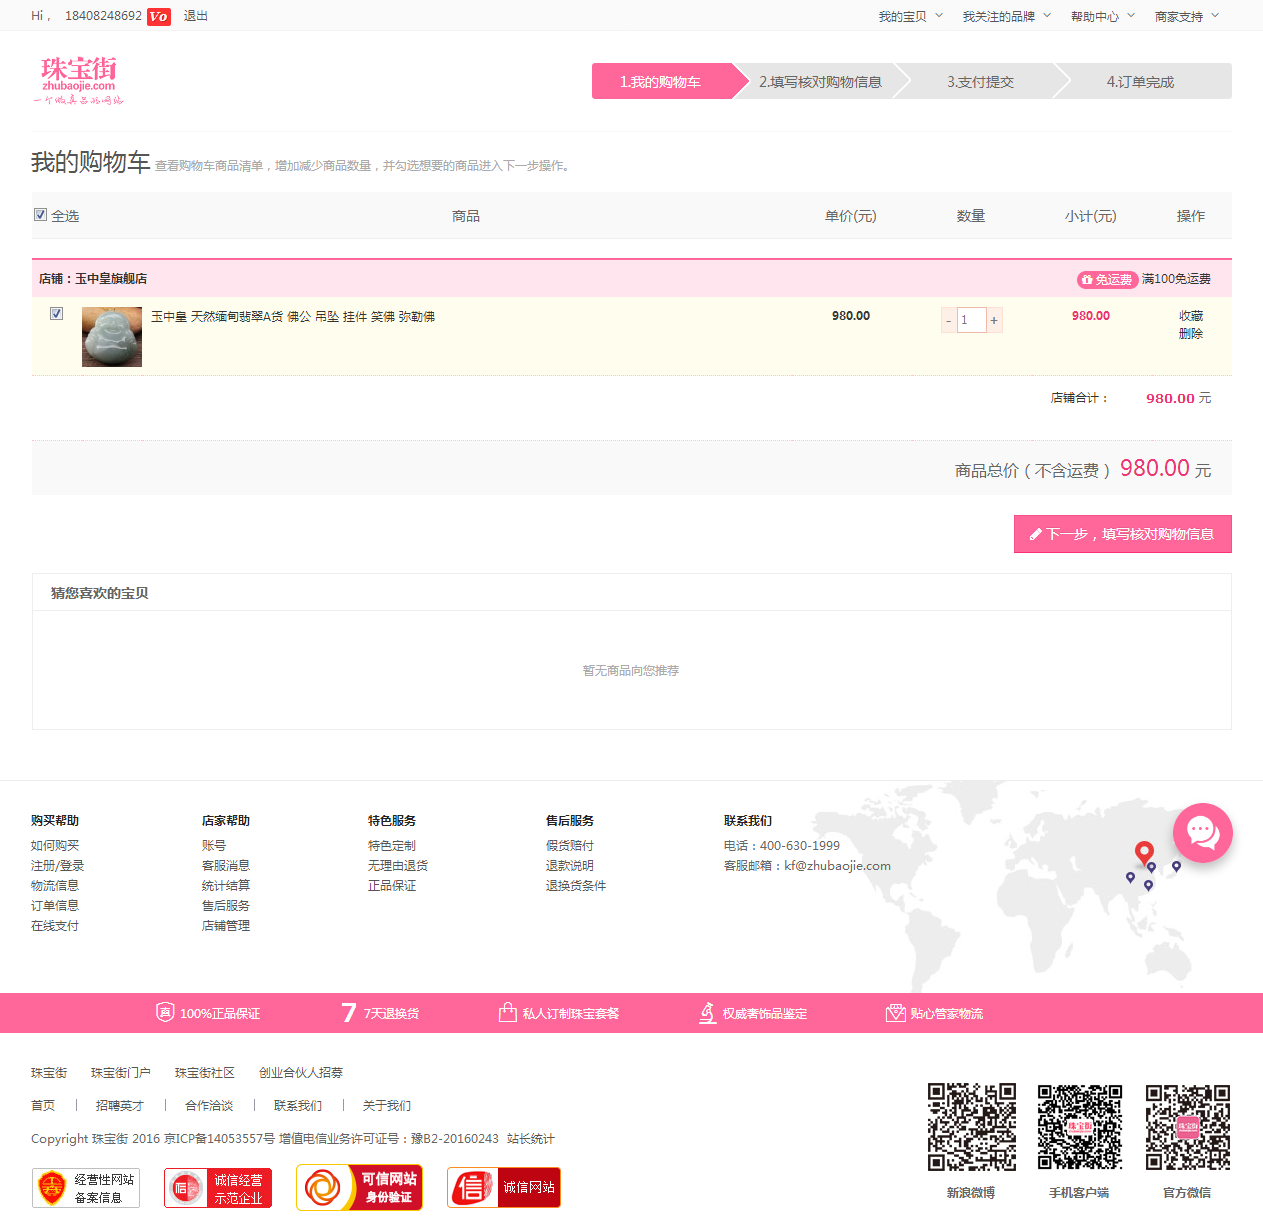 Hi， 18408248692 Vo 退出
我的宝贝 我关注的品牌 帮助中心 商家支持
珠宝街
zhubaojie.com
一个做真品的网站
1.我的购物车 2.填写核对购物信息 3.支付提交 4.订单完成
我的购物车 查看购物车商品清单，增加减少商品数量，并勾选想要的商品进入下一步操作。
全选 商品 单价(元) 数量 小计(元) 操作
店铺：玉中皇旗舰店 免运费 满100免运费
玉中皇 天然缅甸翡翠A货 佛公 吊坠 挂件 笑佛 弥勒佛 980.00 - 1 + 980.00 收藏
删除
店铺合计： 980.00 元
商品总价（不含运费） 980.00 元
下一步，填写核对购物信息
猜您喜欢的宝贝
暂无商品向您推荐
购买帮助 店家帮助 特色服务 售后服务 联系我们
如何购买 账号 特色定制 假货赔付 电话：400-630-1999
注册/登录 客服消息 无理由退货 退款说明 客服邮箱：kf@zhubaojie.com
物流信息 统计结算 正品保证 退换货条件
订单信息 售后服务
在线支付 店铺管理
真 100%正品保证 7 7天退换货 私人订制珠宝套餐 权威奢饰品鉴定 贴心管家物流
珠宝街 珠宝街门户 珠宝街社区 创业合伙人招募
首页 | 招聘英才 | 合作洽谈 | 联系我们 | 关于我们
Copyright 珠宝街 2016 京ICP备14053557号 增值电信业务许可证号：豫B2-20160243 站长统计
经营性网站
备案信息
信 诚信经营
示范企业
可信网站
身份验证
信 诚信网站
珠宝街
珠宝街
新浪微博 手机客户端 官方微信